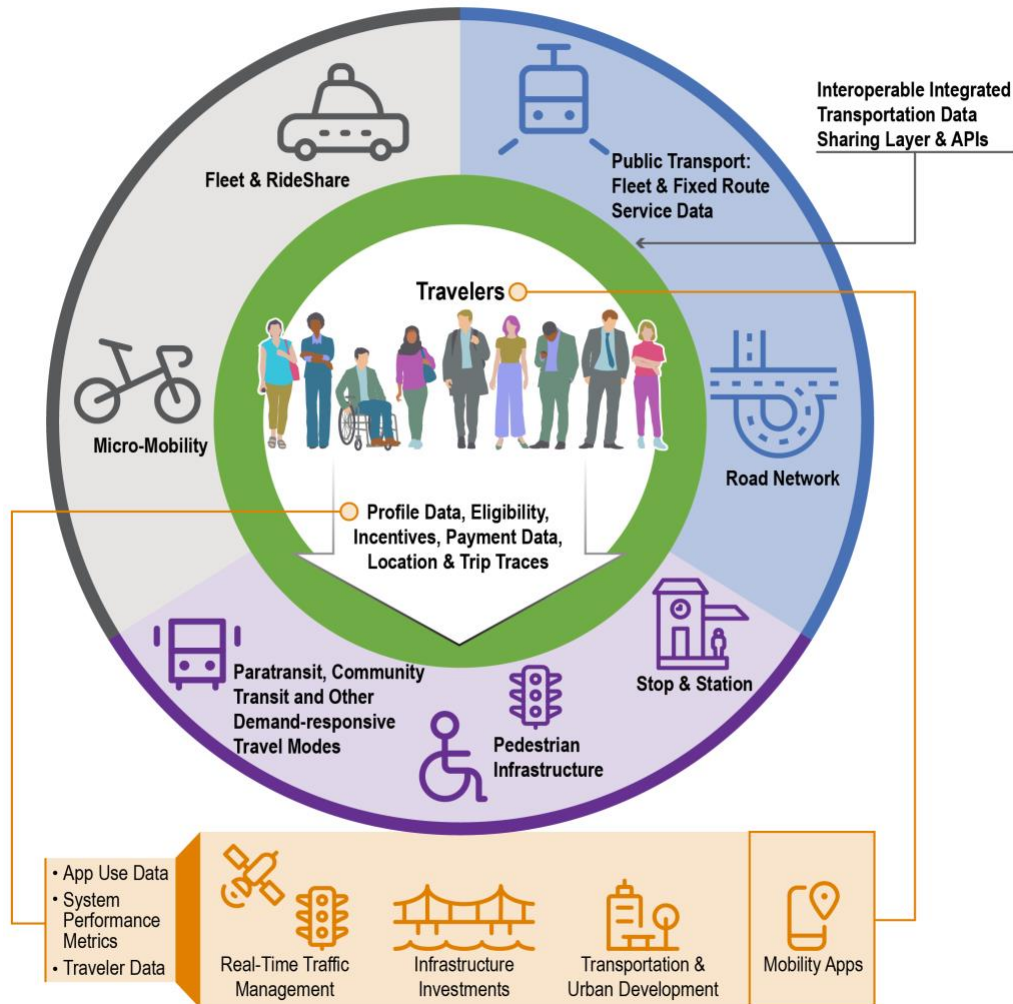 Interoperable Integrated
Transportation Data
Sharing Layer & APIs
Fleet & RideShare
Public Transport:
Fleet & Fixed Route
Service Data
Travelers
Micro-Mobility
Road Network
Profile Data, Eligibility,
Incentives, Payment Data,
Location & Trip Traces
Paratransit, Community
Transit and Other
Demand-responsive
Travel Modes
Pedestrian
Infrastructure
Stop & Station
• App Use Data
• System
Performance
Metrics
• Traveler Data
Real-Time Traffic
Management
Infrastructure
Investments
Transportation &
Urban Development
Mobility Apps